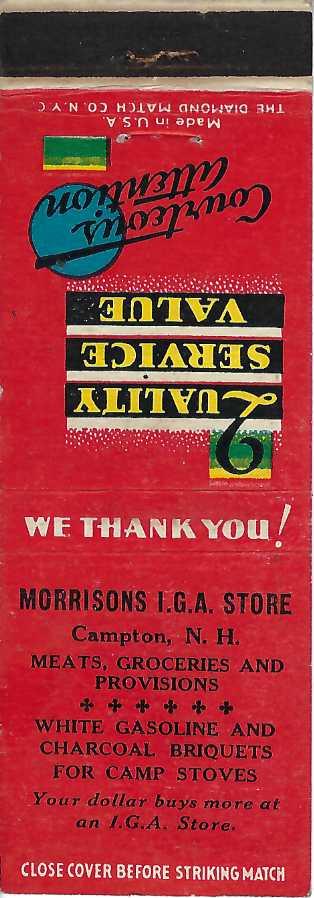 Made in U.S.A.
THE DIAMOND MATCH CO. N.Y.C.
Courteous
attention
QUALITY
SERVICE
VALUE
WE THANK YOU!
MORRISONS I.G.A. STORE
Campton, N. H.
MEATS, GROCERIES AND
PROVISIONS
WHITE GASOLINE AND
CHARCOAL BRIQUETS
FOR CAMP STOVES
Your dollar buys more at
an I.G.A. Store.
CLOSE COVER BEFORE STRIKING MATCH